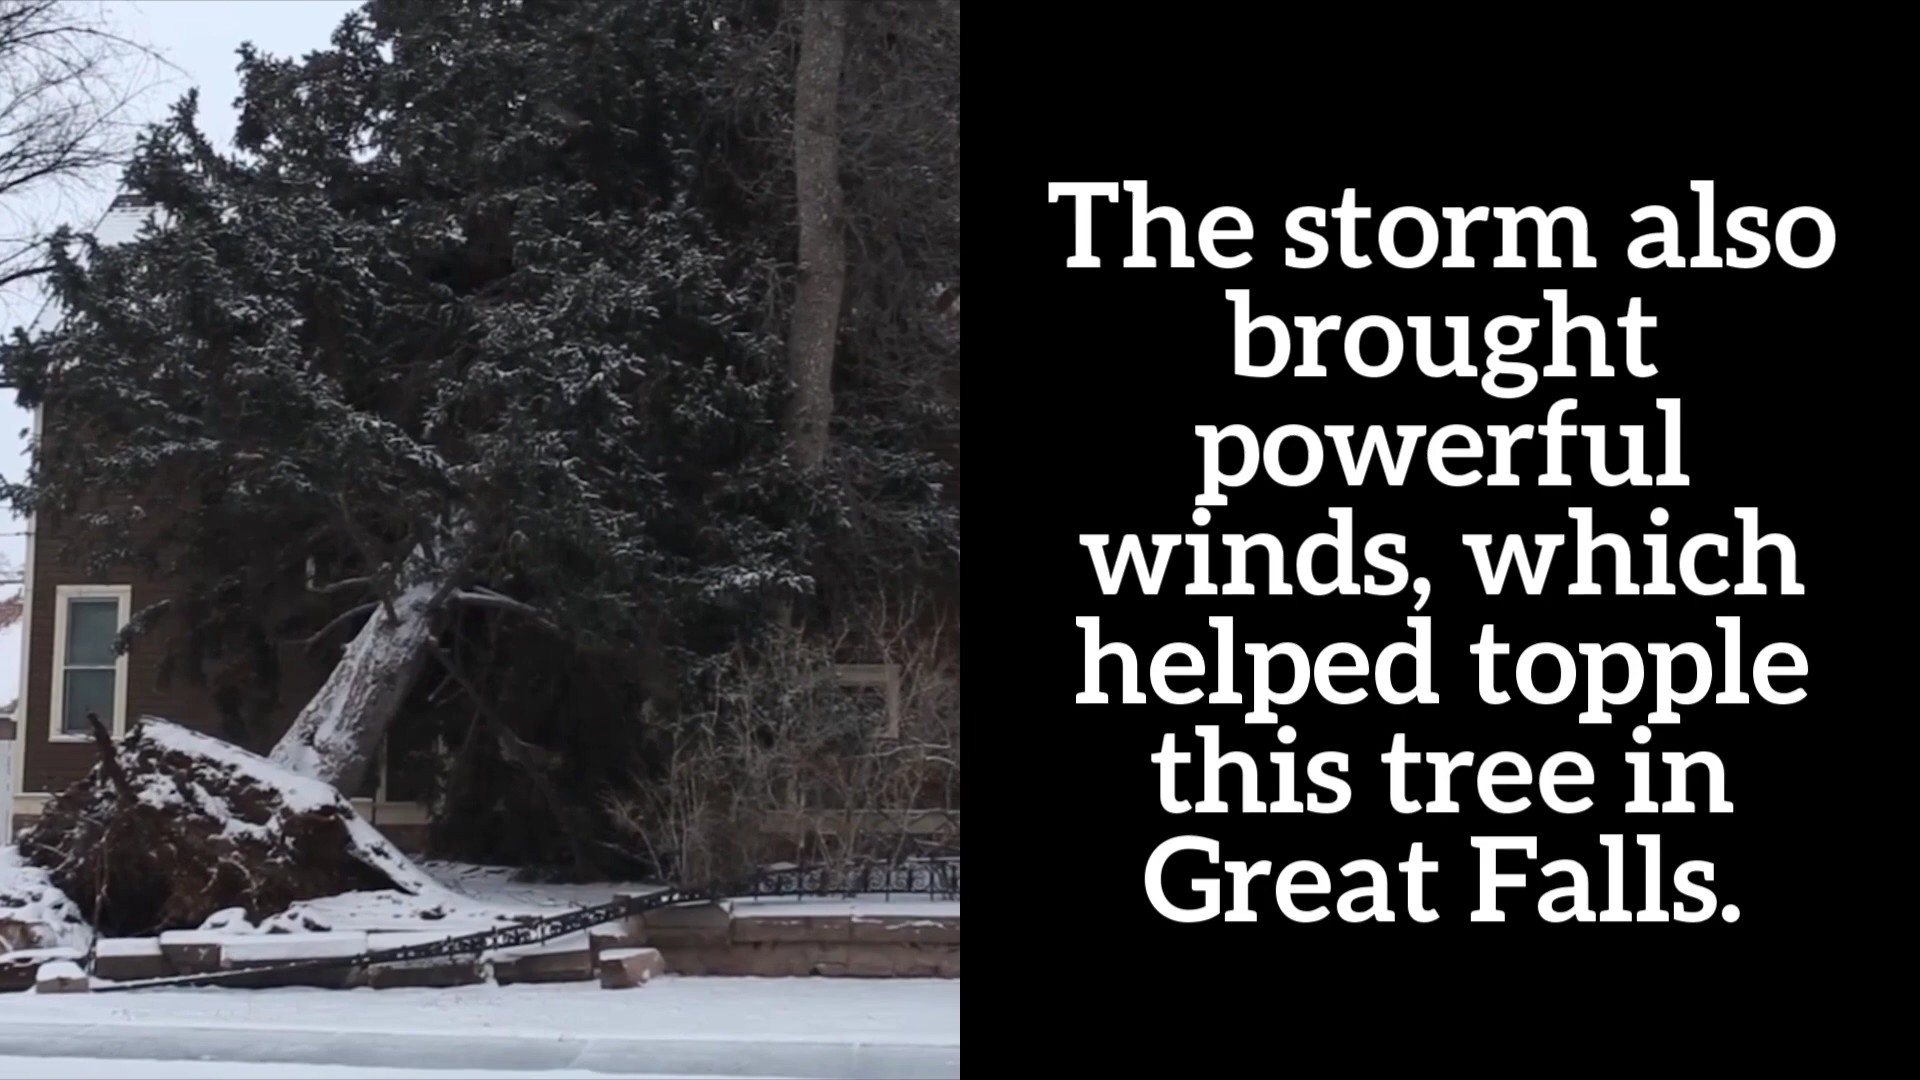 The storm also
brought
powerful
winds, which
helped topple
this tree in
Great Falls.